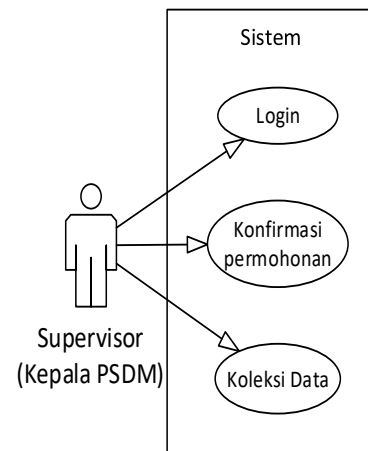 Sistem
Login
Konfirmasi
permohonan
Supervisor
(Kepala PSDM)
Koleksi Data